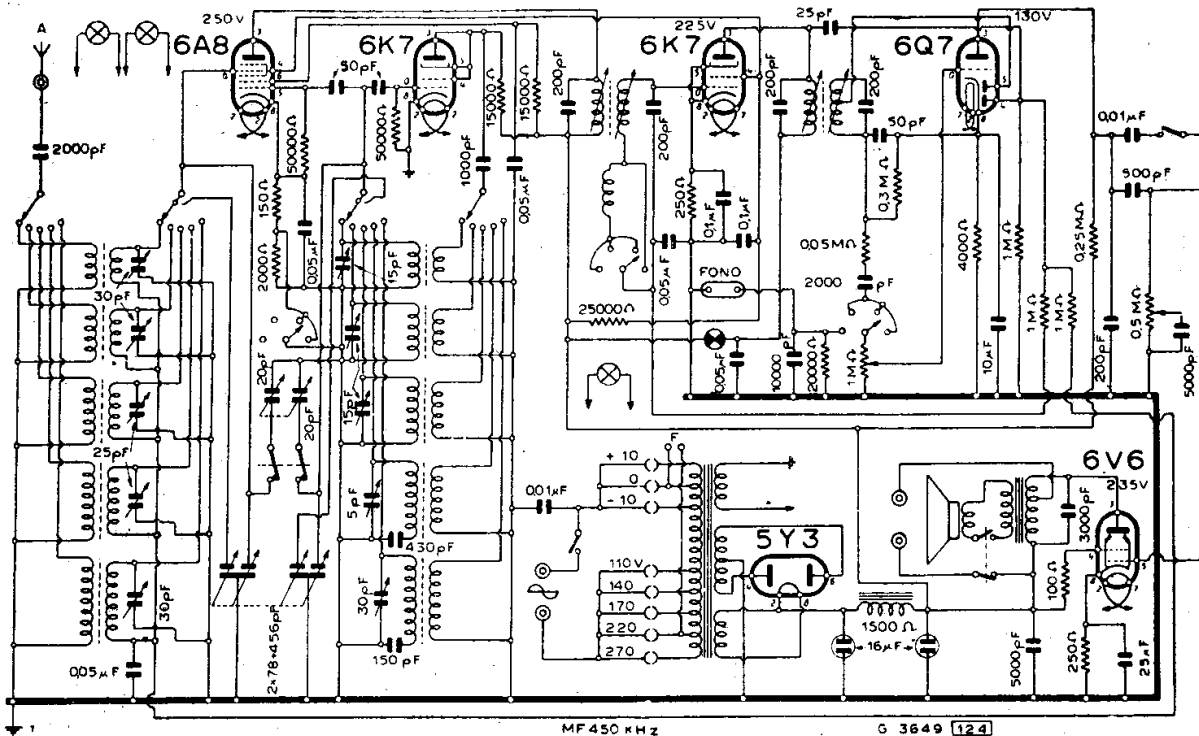 A
250V
225V
25pF
130V
6A8
6K7
6K7
6Q7
50pF
200pF
200pF
200pF
200pF
50pF
2000pF
50000Ω
50000Ω
15000Ω
15000Ω
1000pF
0,05µF
150Ω
2000Ω
0,05µF
15pF
250Ω
0,1µF
0,1µF
0,3MΩ
0,05MΩ
4000Ω
1MΩ
0,25MΩ
0,01µF
500pF
FONO
2000 pF
0,05µF
25000Ω
30pF
20pF
15pF
20pF
25pF
0,05µF
10000 pF
20000Ω
1MΩ
10µF
1MΩ
1MΩ
200pF
0,5MΩ
5000pF
F
+ 10
0
- 10
0,01µF
5pF
430pF
5Y3
6V6
235V
3000pF
110V
140
170
220
270
30pF
30pF
150pF
2x78+456pF
0,05µF
1500Ω
16µF
100Ω
5000pF
250Ω
25µF
MF 450 KHz
G 3649 124